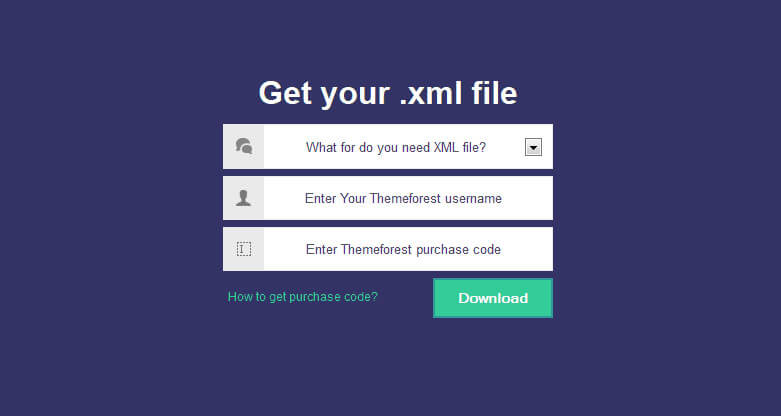 Get your .xml file
What for do you need XML file?
Enter Your Themeforest username
Enter Themeforest purchase code
How to get purchase code?
Download